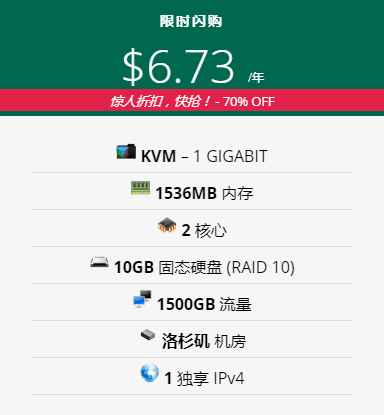 限时闪购
$6.73 /年
惊人折扣，快抢！- 70% OFF
KVM – 1 GIGABIT
1536MB 内存
2 核心
10GB 固态硬盘 (RAID 10)
1500GB 流量
洛杉矶 机房
1 独享 IPv4